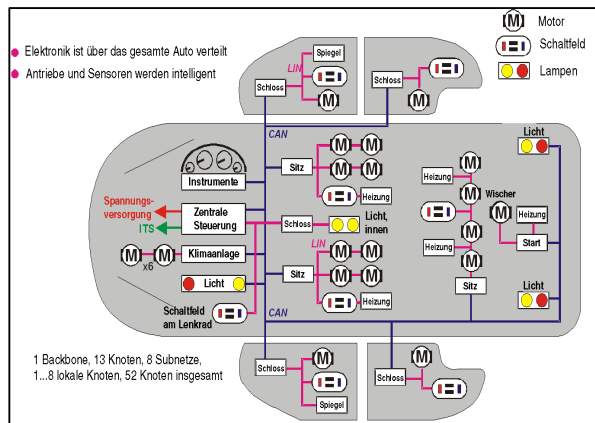 Elektronik ist über das gesamte Auto verteilt
Antriebe und Sensoren werden intelligent
M Motor
Schaltfeld
Lampen
Spiegel
LIN
Schloss
M
Schloss
M
CAN
Licht
Instrumente
Sitz
M M
M M
Heizung
Heizung
M
M
Heizung
M
Wischer
M
Heizung
Start
Spannungs-
versorgung
ITS
Zentrale
Steuerung
Schloss
Licht,
innen
M M
x6
Klimaanlage
LIN
Sitz
M M
M M
Heizung
Sitz
Licht
Licht
Schaltfeld
am Lenkrad
CAN
1 Backbone, 13 Knoten, 8 Subnetze,
1...8 lokale Knoten, 52 Knoten insgesamt
Schloss
M
Spiegel
Schloss
M